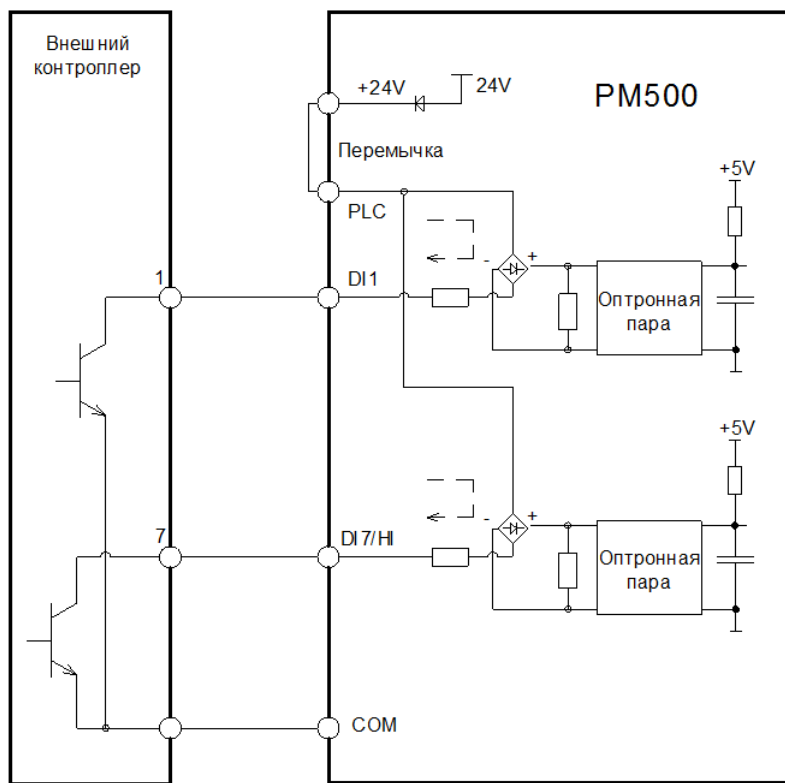 Внешний
контроллер
+24V
24V
PM500
Перемычка
PLC
+5V
1
DI1
-
+
Оптронная
пара
+5V
7
DI7/HI
-
+
Оптронная
пара
COM